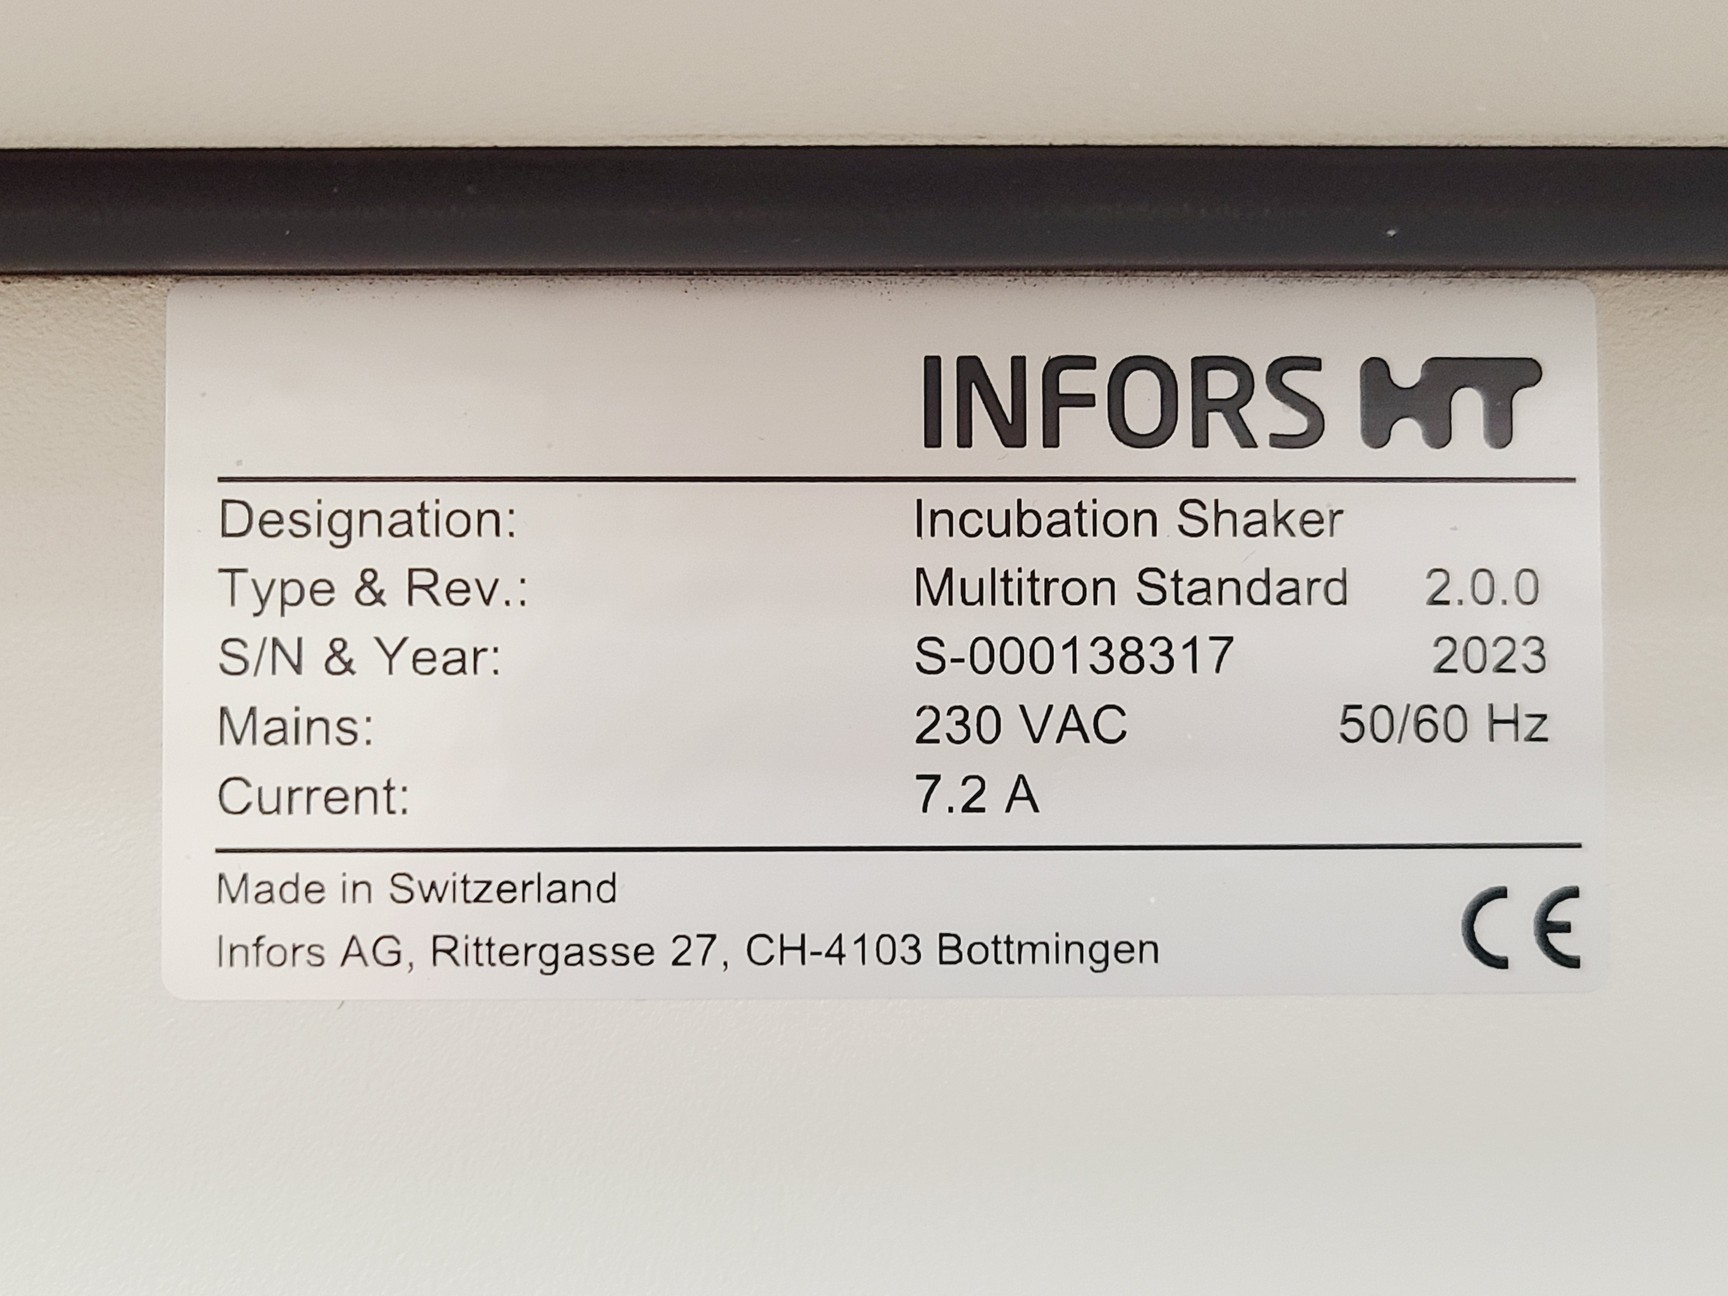 INFORS HT
Designation: Incubation Shaker
Type & Rev.: Multitron Standard 2.0.0
S/N & Year: S-000138317 2023
Mains: 230 VAC 50/60 Hz
Current: 7.2 A
Made in Switzerland
Infors AG, Rittergasse 27, CH-4103 Bottmingen
CE